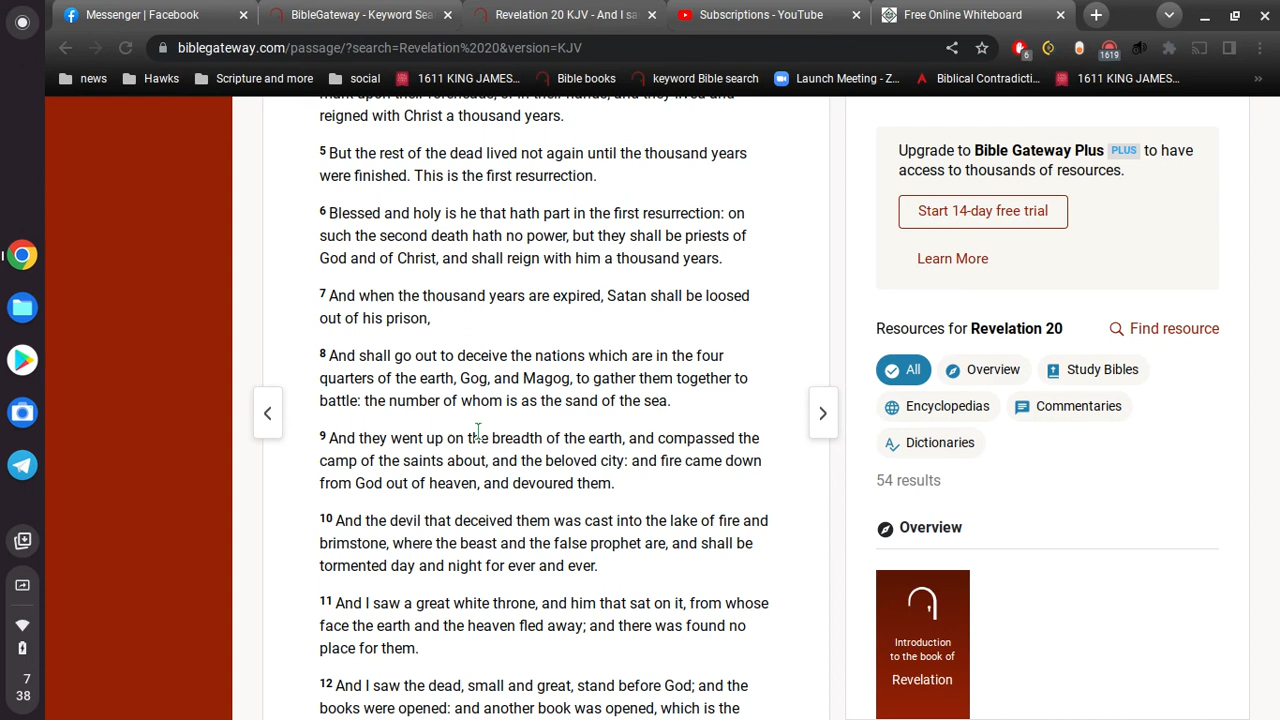 Messenger | Facebook
BibleGateway - Keyword Sea
Revelation 20 KJV - And I sa
Subscriptions - YouTube
Free Online Whiteboard
biblegateway.com/passage/?search=Revelation%2020&version=KJV
6
1619
news
Hawks
Scripture and more
social
1611 KING JAMES...
Bible books
keyword Bible search
Launch Meeting - Z...
Biblical Contradicti...
1611 KING JAMES...
»
reigned with Christ a thousand years.
5 But the rest of the dead lived not again until the thousand years
were finished. This is the first resurrection.
6 Blessed and holy is he that hath part in the first resurrection: on
such the second death hath no power, but they shall be priests of
God and of Christ, and shall reign with him a thousand years.
7 And when the thousand years are expired, Satan shall be loosed
out of his prison,
8 And shall go out to deceive the nations which are in the four
quarters of the earth, Gog, and Magog, to gather them together to
battle: the number of whom is as the sand of the sea.
9 And they went up on the breadth of the earth, and compassed the
camp of the saints about, and the beloved city: and fire came down
from God out of heaven, and devoured them.
10 And the devil that deceived them was cast into the lake of fire and
brimstone, where the beast and the false prophet are, and shall be
tormented day and night for ever and ever.
11 And I saw a great white throne, and him that sat on it, from whose
face the earth and the heaven fled away; and there was found no
place for them.
12 And I saw the dead, small and great, stand before God; and the
books were opened: and another book was opened, which is the
Upgrade to Bible Gateway Plus PLUS to have
access to thousands of resources.
Start 14-day free trial
Learn More
Resources for Revelation 20
Find resource
All
Overview
Study Bibles
Encyclopedias
Commentaries
Dictionaries
54 results
Overview
Introduction
to the book of
Revelation
7
38